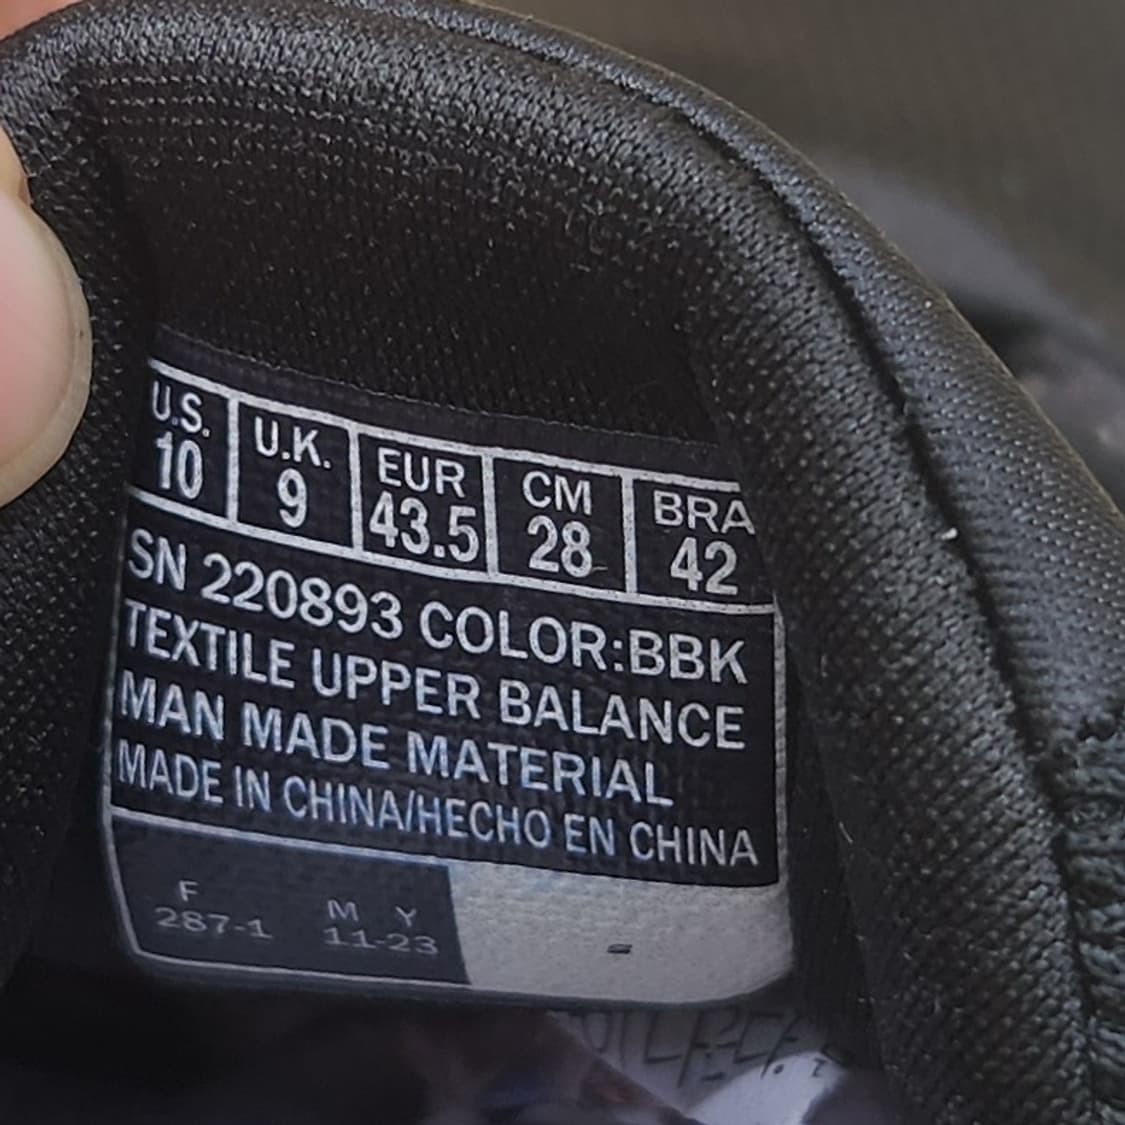 U.S. U.K. EUR CM BRA
10 9 43.5 28 42
SN 220893 COLOR:BBK
TEXTILE UPPER BALANCE
MAN MADE MATERIAL
MADE IN CHINA/HECHO EN CHINA
F M Y
287-1 11-23
-